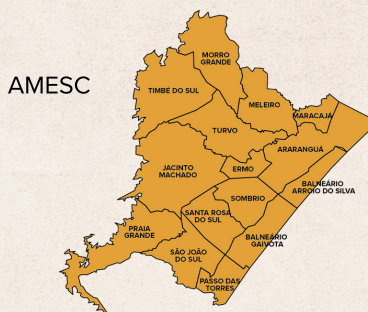 AMESC
MORRO
GRANDE
TIMBÉ DO SUL
MELEIRO
MARACAJÁ
TURVO
ARARANGUÁ
ERMO
JACINTO
MACHADO
BALNEÁRIO
ARROIO DO SILVA
SOMBRIO
SANTA ROSA
DO SUL
PRAIA
GRANDE
BALNEÁRIO
GAIVOTA
SÃO JOÃO
DO SUL
PASSO DAS
TORRES